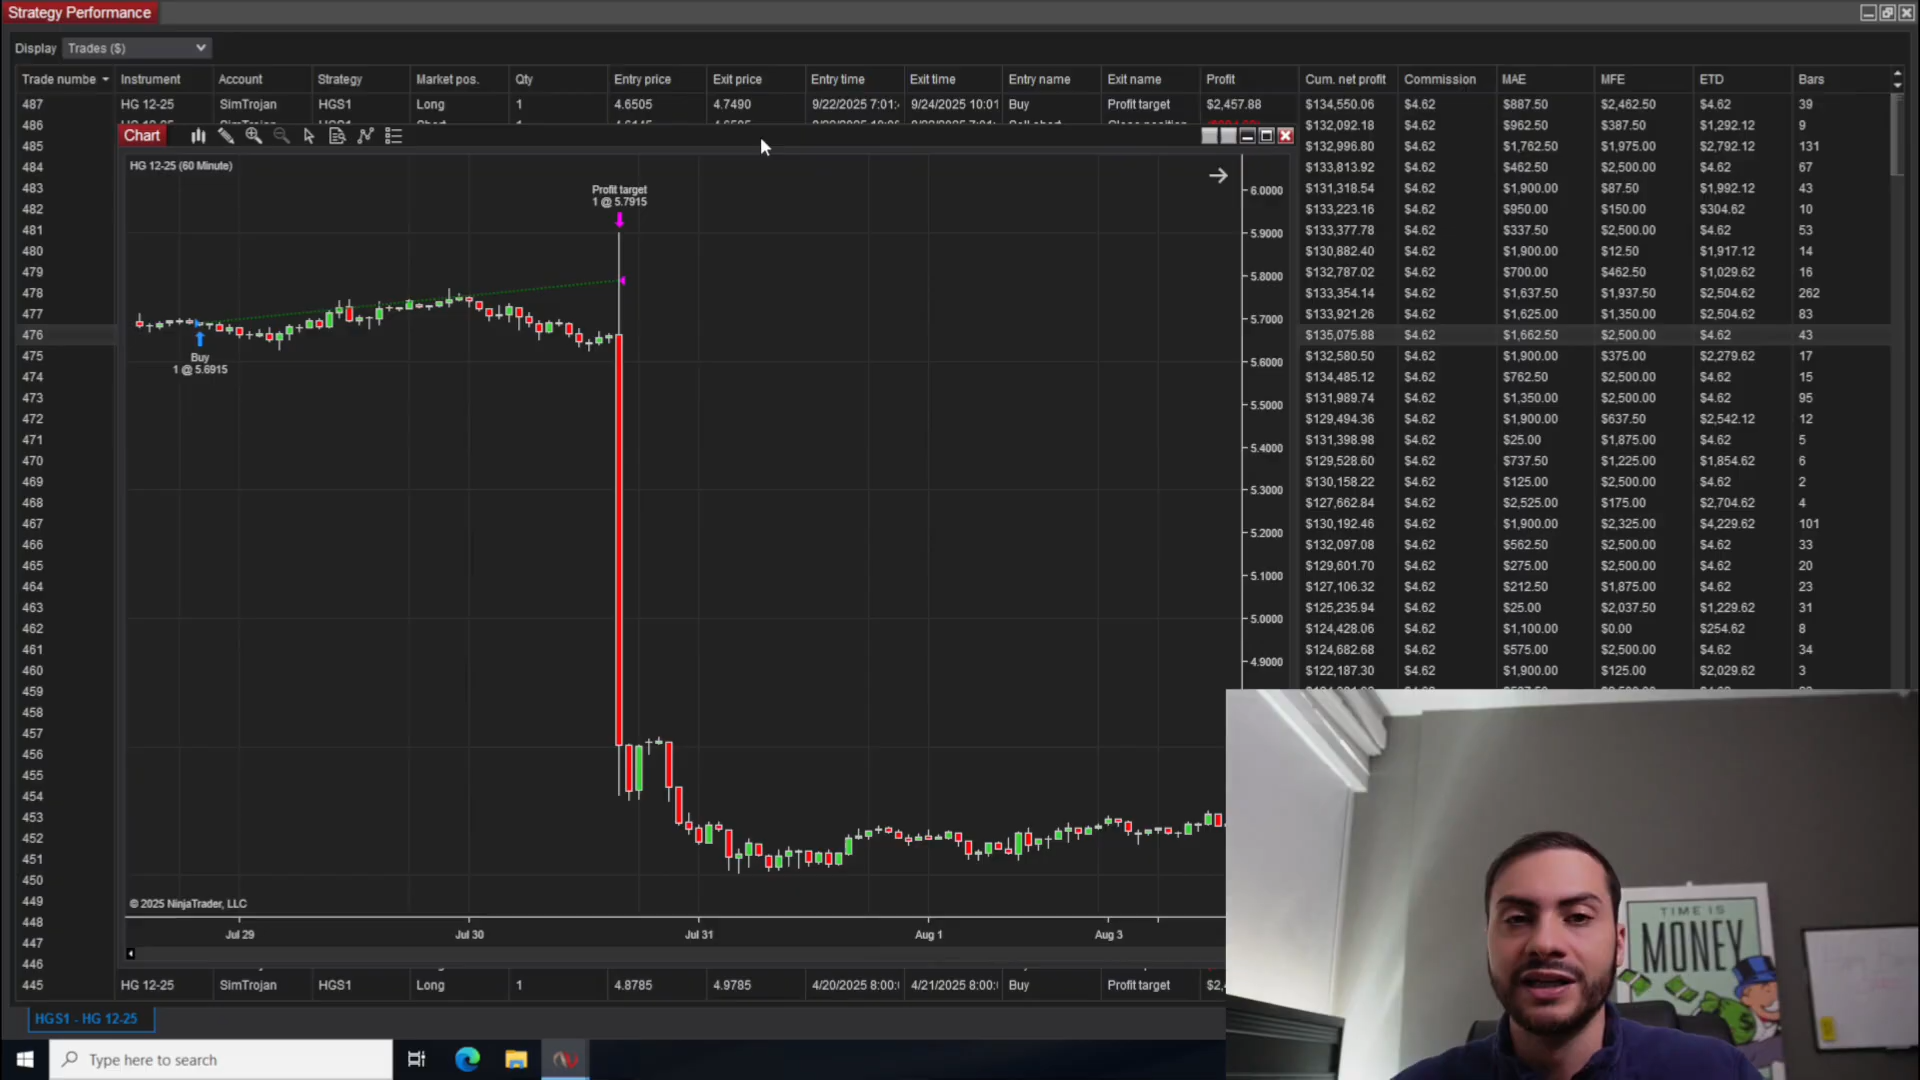 Strategy Performance
Display Trades ($)
Trade numbe Instrument Account Strategy Market pos. Qty Entry price Exit price Entry time Exit time Entry name Exit name Profit Cum. net profit Commission MAE MFE ETD Bars
487 HG 12-25 SimTrojan HGS1 Long 1 4.6505 4.7490 9/22/2025 7:01: 9/24/2025 10:01 Buy Profit target $2,457.88 $134,550.06 $4.62 $887.50 $2,462.50 $4.62 39
486 $132,092.18 $4.62 $962.50 $387.50 $1,292.12 9
485 $132,996.80 $4.62 $1,762.50 $1,975.00 $2,792.12 131
484 $133,813.92 $4.62 $462.50 $2,500.00 $4.62 67
483 $131,318.54 $4.62 $1,900.00 $87.50 $1,992.12 43
482 $133,223.16 $4.62 $950.00 $150.00 $304.62 10
481 $133,377.78 $4.62 $337.50 $2,500.00 $4.62 53
480 $130,882.40 $4.62 $1,900.00 $12.50 $1,917.12 14
479 $132,787.02 $4.62 $700.00 $462.50 $1,029.62 16
478 $133,354.14 $4.62 $1,637.50 $1,937.50 $2,504.62 262
477 $133,921.26 $4.62 $1,625.00 $1,350.00 $2,504.62 83
476 $135,075.88 $4.62 $1,662.50 $2,500.00 $4.62 43
475 $132,580.50 $4.62 $1,900.00 $375.00 $2,279.62 17
474 $134,485.12 $4.62 $762.50 $2,500.00 $4.62 15
473 $131,989.74 $4.62 $1,350.00 $2,500.00 $4.62 95
472 $129,494.36 $4.62 $1,900.00 $637.50 $2,542.12 12
471 $131,398.98 $4.62 $25.00 $1,875.00 $4.62 5
470 $129,528.60 $4.62 $737.50 $1,225.00 $1,854.62 6
469 $130,158.22 $4.62 $125.00 $2,500.00 $4.62 2
468 $127,662.84 $4.62 $2,525.00 $175.00 $2,704.62 4
467 $130,192.46 $4.62 $1,900.00 $2,325.00 $4,229.62 101
466 $132,097.08 $4.62 $562.50 $2,500.00 $4.62 33
465 $129,601.70 $4.62 $275.00 $2,500.00 $4.62 20
464 $127,106.32 $4.62 $212.50 $1,875.00 $4.62 23
463 $125,235.94 $4.62 $25.00 $2,037.50 $1,229.62 31
462 $124,428.06 $4.62 $1,100.00 $0.00 $254.62 8
461 $124,682.68 $4.62 $575.00 $2,500.00 $4.62 34
460 $122,187.30 $4.62 $1,900.00 $125.00 $2,029.62 3
459
458
457
456
455
454
453
452
451
450
449
448
447
446
445 HG 12-25 SimTrojan HGS1 Long 1 4.8785 4.9785 4/20/2025 8:00: 4/21/2025 8:00: Buy Profit target $2,
Chart
HG 12-25 (60 Minute)
Profit target
1 @ 5.7915
Buy
1 @ 5.6915
6.0000
5.9000
5.8000
5.7000
5.6000
5.5000
5.4000
5.3000
5.2000
5.1000
5.0000
4.9000
© 2025 NinjaTrader, LLC
Jul 29 Jul 30 Jul 31 Aug 1 Aug 3
HGS1 - HG 12-25
Type here to search
TIME IS
MONEY